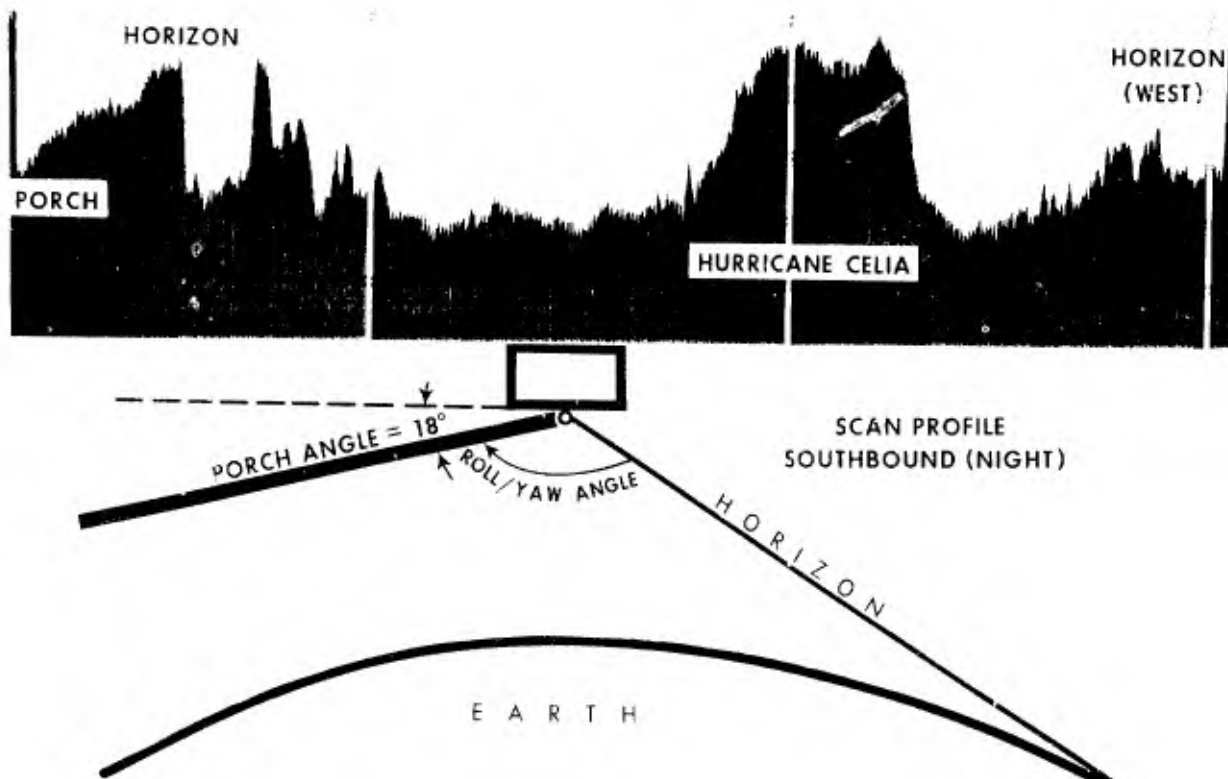 HORIZON
HORIZON
(WEST)
PORCH
HURRICANE CELIA
PORCH ANGLE = 18°
ROLL/YAW ANGLE
SCAN PROFILE
SOUTHBOUND (NIGHT)
HORIZON
EARTH